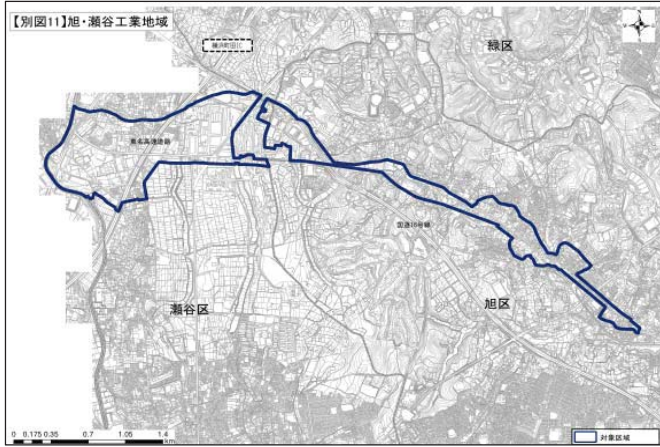 【別図11】旭・瀬谷工業地域
横浜町田IC
緑区
東名高速道路
国道16号線
瀬谷区
旭区
0 0.175 0.35 0.7 1.05 1.4
km
対象区域